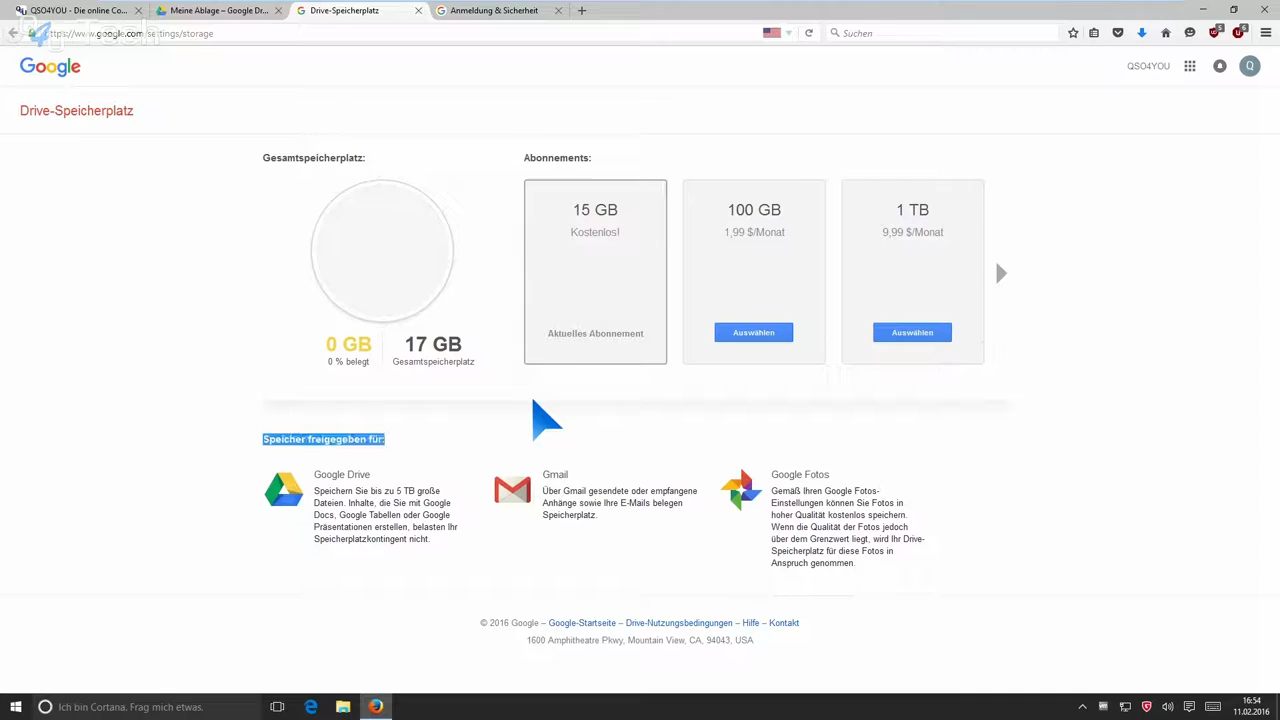 QSO4YOU - Das totale Co...
Meine Ablage – Google Dr...
Drive-Speicherplatz
Anmeldung & Sicherheit
https://www.google.com/settings/storage
Suchen
5
6
Google
QSO4YOU
Q
Drive-Speicherplatz
Gesamtspeicherplatz:
Abonnements:
15 GB
Kostenlos!
Aktuelles Abonnement
100 GB
1,99 $/Monat
Auswählen
1 TB
9,99 $/Monat
Auswählen
0 GB
0 % belegt
17 GB
Gesamtspeicherplatz
Speicher freigegeben für:
Google Drive
Speichern Sie bis zu 5 TB große
Dateien. Inhalte, die Sie mit Google
Docs, Google Tabellen oder Google
Präsentationen erstellen, belasten Ihr
Speicherplatzkontingent nicht.
Gmail
Über Gmail gesendete oder empfangene
Anhänge sowie Ihre E-Mails belegen
Speicherplatz.
Google Fotos
Gemäß Ihren Google Fotos-
Einstellungen können Sie Fotos in
hoher Qualität kostenlos speichern.
Wenn die Qualität der Fotos jedoch
über dem Grenzwert liegt, wird Ihr Drive-
Speicherplatz für diese Fotos in
Anspruch genommen.
© 2016 Google – Google-Startseite – Drive-Nutzungsbedingungen – Hilfe – Kontakt
1600 Amphitheatre Pkwy, Mountain View, CA, 94043, USA
Ich bin Cortana. Frag mich etwas.
16:54
11.02.2016